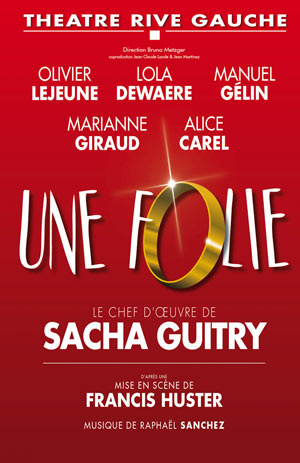 THEATRE RIVE GAUCHE
Direction Bruno Metzger
coproduction Jean-Claude Lande & Jean Martinez
OLIVIER LEJEUNE
LOLA DEWAERE
MANUEL GÉLIN
MARIANNE GIRAUD
ALICE CAREL
UNE FOLIE
LE CHEF D'ŒUVRE DE
SACHA GUITRY
D'APRÈS UNE
MISE EN SCÈNE DE
FRANCIS HUSTER
MUSIQUE DE RAPHAËL SANCHEZ